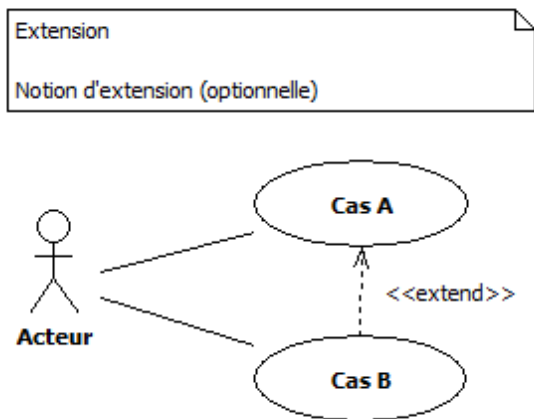 Extension
Notion d'extension (optionnelle)
Cas A
<<extend>>
Acteur
Cas B